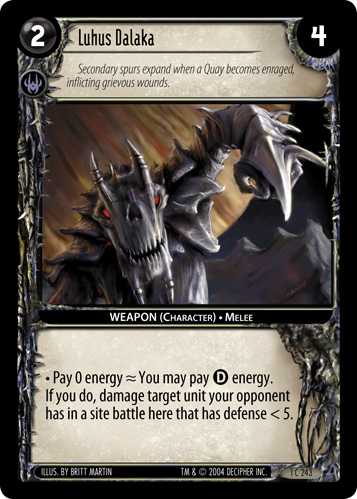 2 Luhus Dalaka 4
Secondary spurs expand when a Quay becomes enraged,
inflicting grievous wounds.
WEAPON (CHARACTER) • MELEE
• Pay 0 energy ≈ You may pay D energy.
If you do, damage target unit your opponent
has in a site battle here that has defense < 5.
ILLUS. BY BRITT MARTIN TM & © 2004 DECIPHER INC. 1 C 243